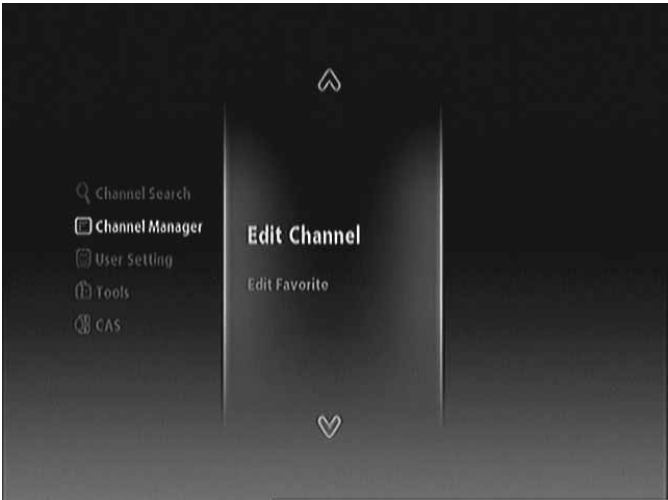 Channel Search
Channel Manager
User Setting
Tools
CAS
Edit Channel
Edit Favorite